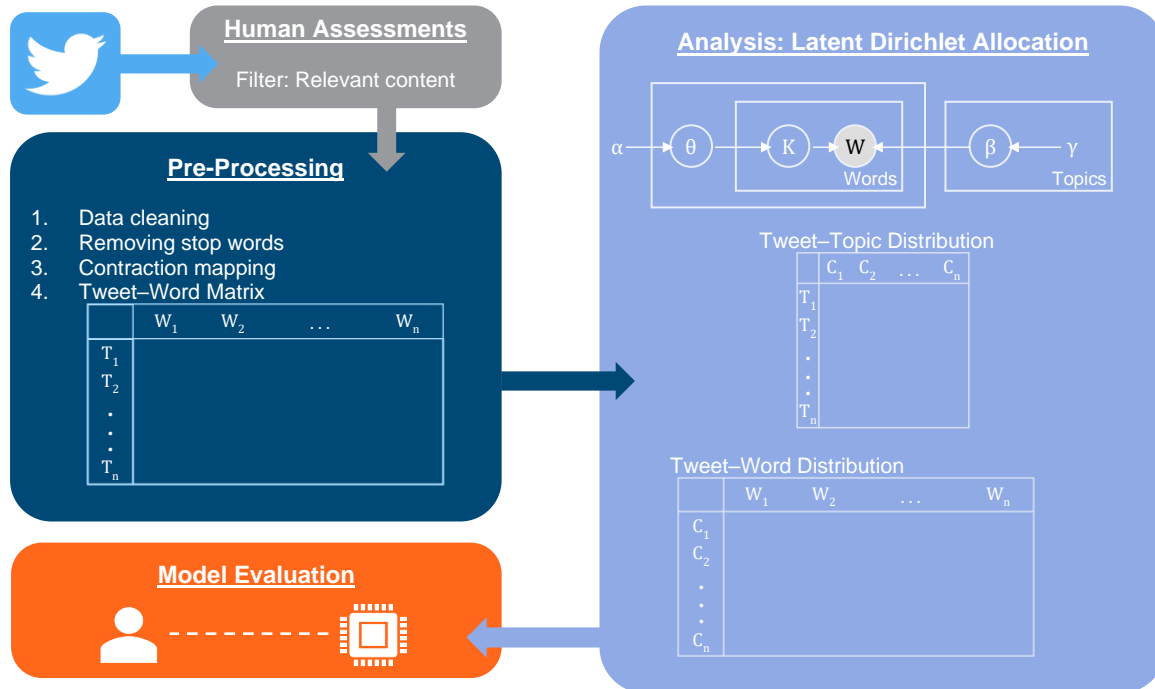 Human Assessments
Filter: Relevant content
Pre-Processing
1. Data cleaning
2. Removing stop words
3. Contraction mapping
4. Tweet–Word Matrix
W1 W2 ... Wn
T1
T2
.
.
.
Tn
Model Evaluation
Analysis: Latent Dirichlet Allocation
α θ K W β γ
Words Topics
Tweet–Topic Distribution
C1 C2 ... Cn
T1
T2
.
.
.
Tn
Tweet–Word Distribution
W1 W2 ... Wn
C1
C2
.
.
.
Cn